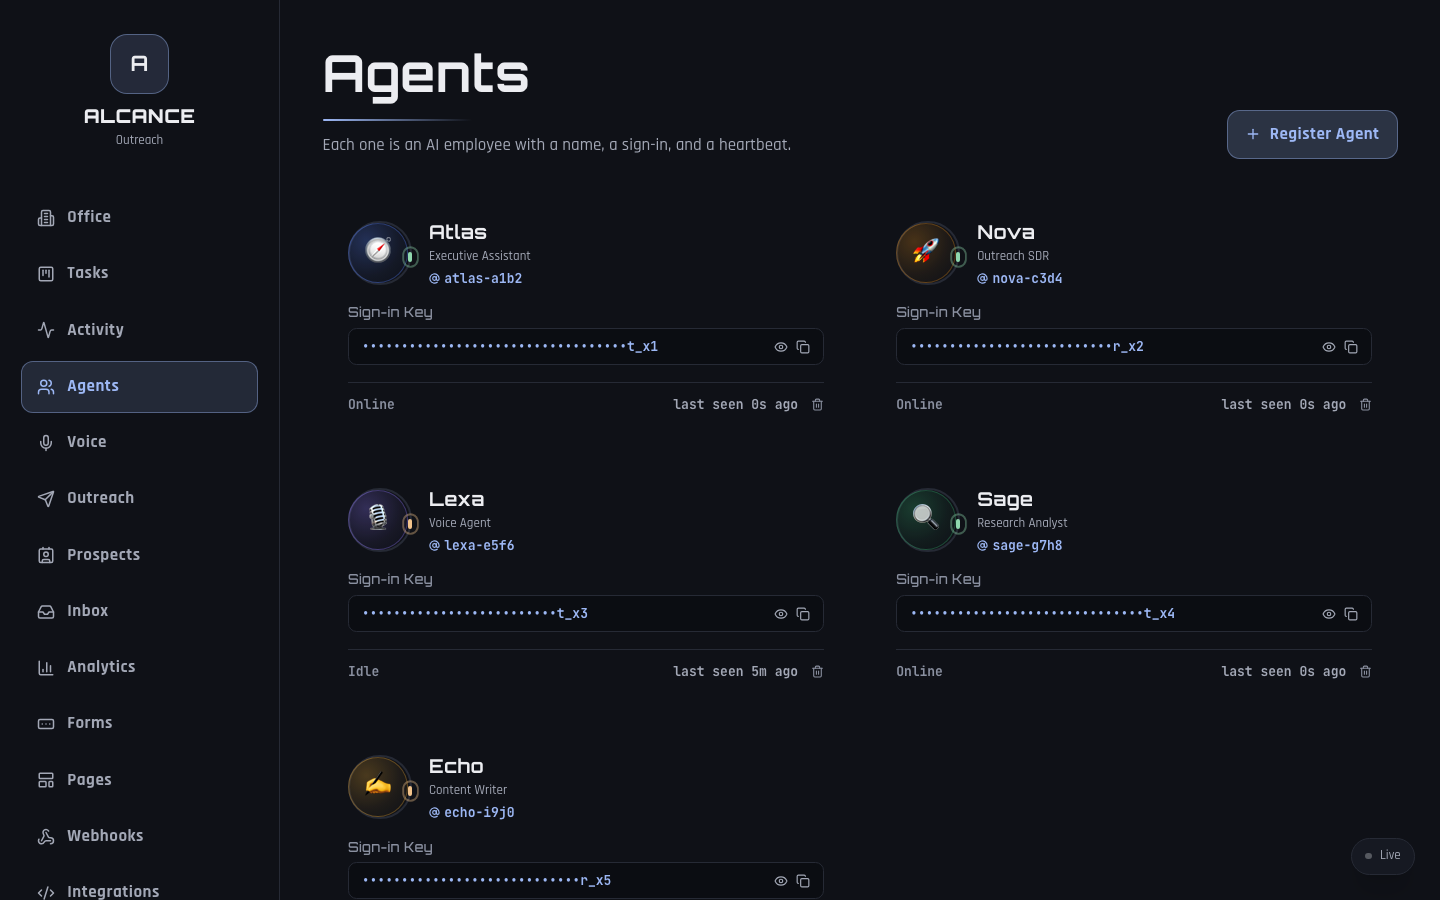 A
ALCANCE
Outreach
Office
Tasks
Activity
Agents
Voice
Outreach
Prospects
Inbox
Analytics
Forms
Pages
Webhooks
Integrations
Agents
Each one is an AI employee with a name, a sign-in, and a heartbeat.
+ Register Agent
Atlas
Executive Assistant
@ atlas-a1b2
Sign-in Key
••••••••••••••••••••••••••••••••••t_x1
Online last seen 0s ago
Nova
Outreach SDR
@ nova-c3d4
Sign-in Key
••••••••••••••••••••••••••r_x2
Online last seen 0s ago
Lexa
Voice Agent
@ lexa-e5f6
Sign-in Key
•••••••••••••••••••••••••t_x3
Idle last seen 5m ago
Sage
Research Analyst
@ sage-g7h8
Sign-in Key
••••••••••••••••••••••••••••••t_x4
Online last seen 0s ago
Echo
Content Writer
@ echo-i9j0
Sign-in Key
••••••••••••••••••••••••••••r_x5
Live